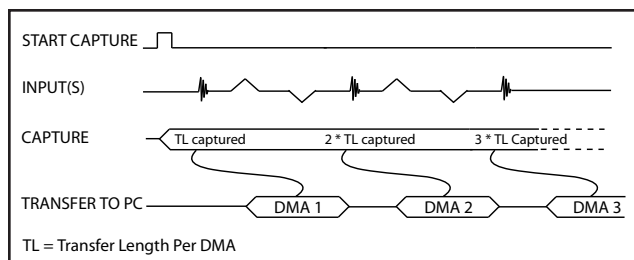 START CAPTURE
INPUT(S)
CAPTURE TL captured 2 * TL captured 3 * TL Captured
TRANSFER TO PC DMA 1 DMA 2 DMA 3
TL = Transfer Length Per DMA